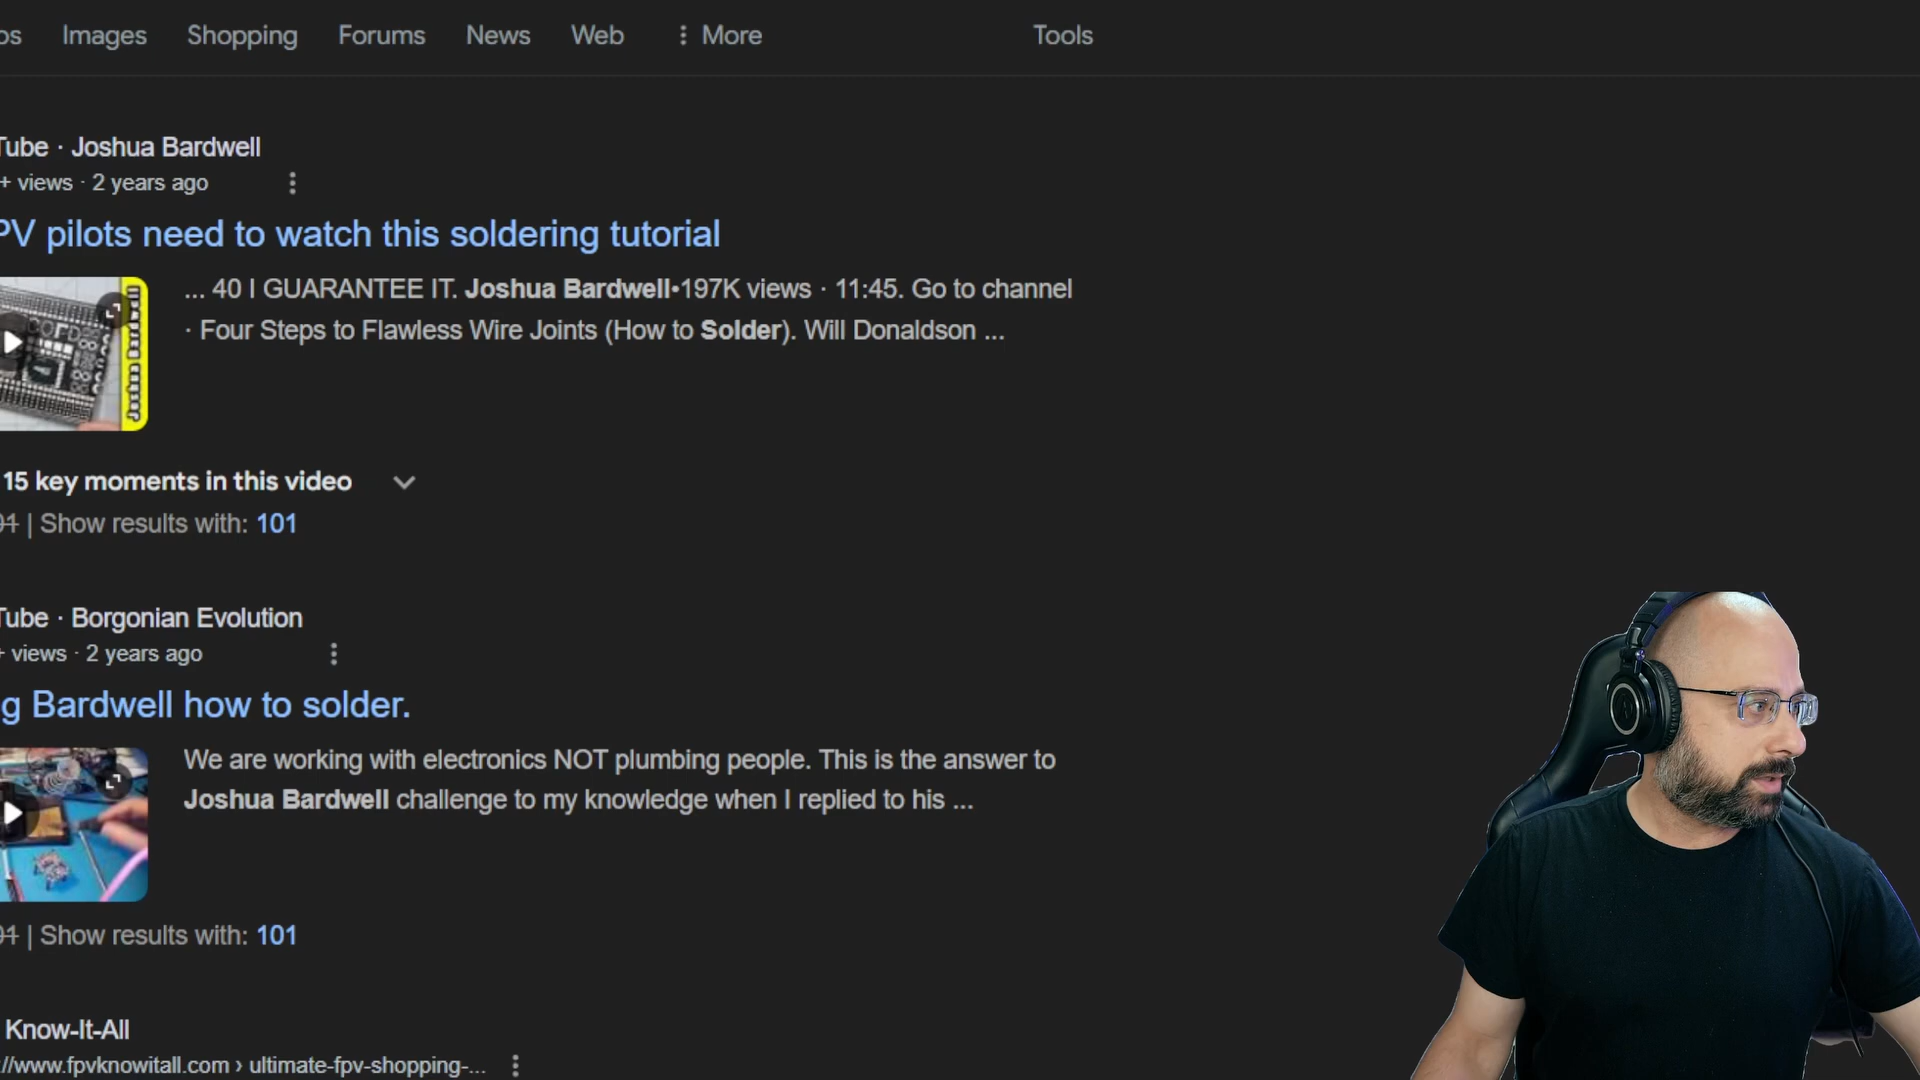 os Images Shopping Forums News Web More Tools
Tube · Joshua Bardwell
+ views · 2 years ago
PV pilots need to watch this soldering tutorial
... 40 I GUARANTEE IT. Joshua Bardwell•197K views · 11:45. Go to channel
· Four Steps to Flawless Wire Joints (How to Solder). Will Donaldson ...
Joshua Bardwell
15 key moments in this video
01 | Show results with: 101
Tube · Borgonian Evolution
+ views · 2 years ago
g Bardwell how to solder.
We are working with electronics NOT plumbing people. This is the answer to
Joshua Bardwell challenge to my knowledge when I replied to his ...
01 | Show results with: 101
Know-It-All
//www.fpvknowitall.com › ultimate-fpv-shopping-...